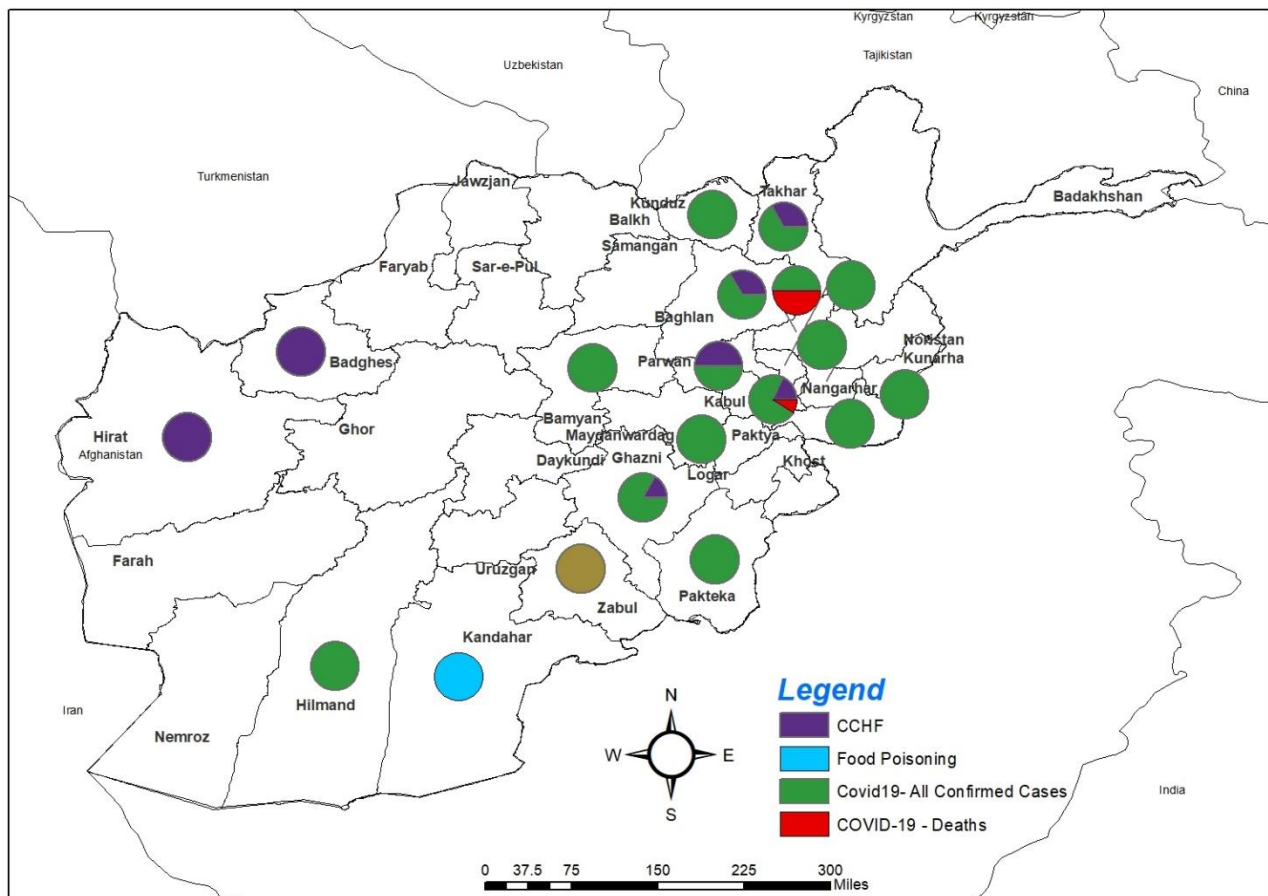 Kyrgyzstan
Kyrgyzstan
Tajikistan
Uzbekistan
China
Turkmenistan
Jawzjan
Takhar
Badakhshan
Kunduz
Balkh
Samangan
Faryab
Sar-e-Pul
Baghlan
Noristan
Kunarha
Badghes
Parwan
Nangarhar
Kabul
Bamyan
Ghor
Maydanwardag
Paktya
Hirat
Afghanistan
Daykundi
Ghazni
Khost
Logar
Farah
Uruzgan
Zabul
Pakteka
Kandahar
Hilmand
Iran
Nemroz
India
N
W
E
S
Legend
CCHF
Food Poisoning
Covid19- All Confirmed Cases
COVID-19 - Deaths
0 37.5 75 150 225 300
Miles